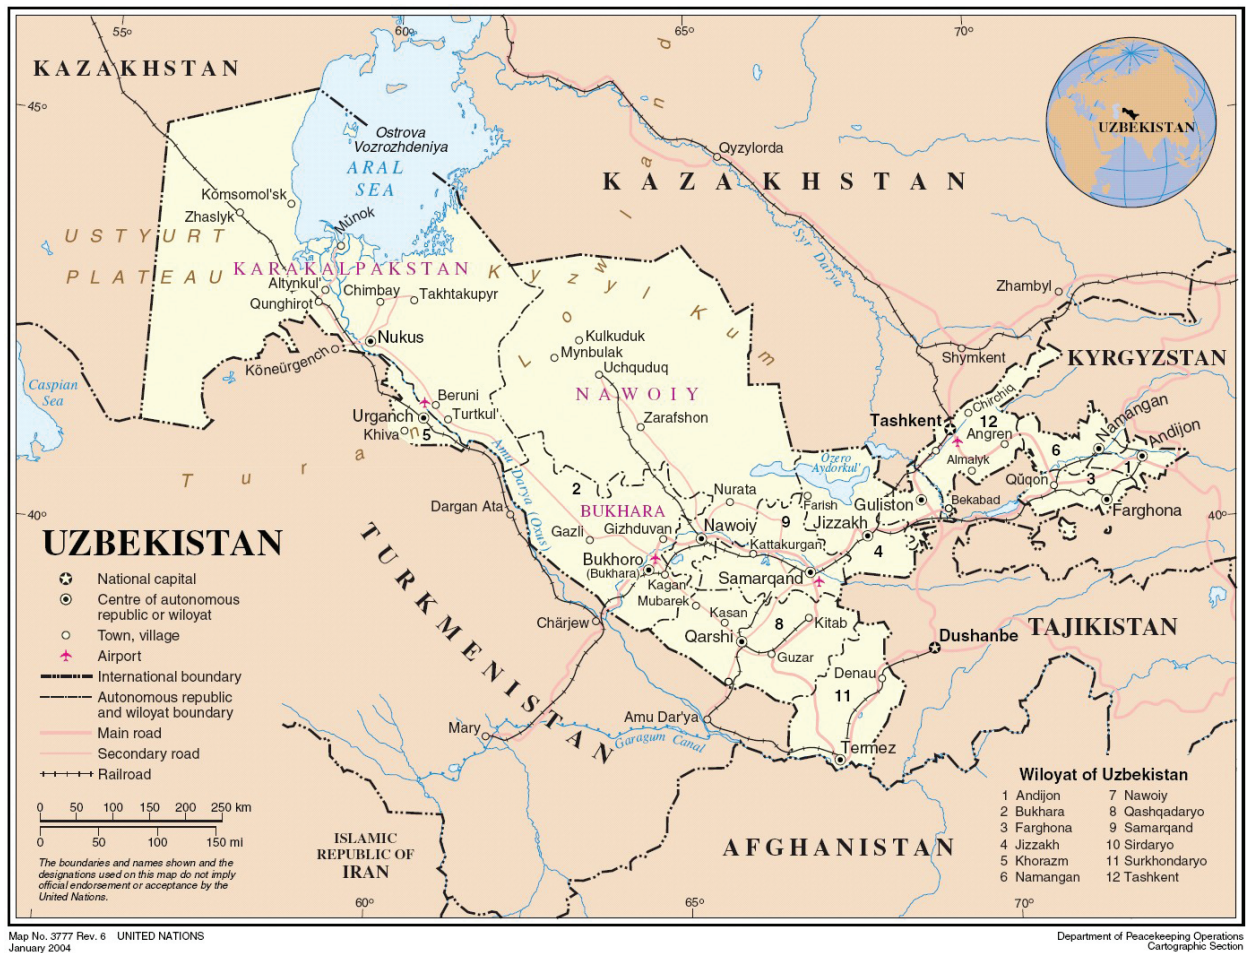 55°
60°
65°
70°
45°
40°
40°
60°
65°
70°
KAZAKHSTAN
Ostrova
Vozrozhdeniya
ARAL
SEA
UZBEKISTAN
Qyzylorda
KAZAKHSTAN
Syr Darya
Komsomol'sk
Zhaslyk
Mŭnok
USTYURT
PLATEAU
KARAKALPAKSTAN
Kyzyl Kum
Altynkul'
Chimbay
Takhtakupyr
Qunghirot
Nukus
Köneürgench
Zhambyl
Shymkent
KYRGYZSTAN
Kulkuduk
Mynbulak
Uchquduq
NAWOIY
Zarafshon
Caspian
Sea
Beruni
Urganch
Turtkul'
Khiva
5
Turan
Lowland
Amu Darya (Oxus)
Dargan Ata
Tashkent
Chirchiq
12
Angren
Almalyk
Namangan
Andijon
6
1
3
Qŭqon
Farghona
Bekabad
Guliston
Ozero
Aydorkul'
Nurata
Farish
9
Jizzakh
4
2
BUKHARA
Gazli
Gizhduvan
Nawoiy
Kattakurgan
Bukhoro
(Bukhara)
Kagan
Samarqand
Mubarek
Kasan
8
Kitab
Qarshi
Guzar
Denau
11
Chärjew
Dushanbe
TAJIKISTAN
TURKMENISTAN
Amu Dar'ya
Mary
Garagum Canal
Termez
AFGHANISTAN
ISLAMIC
REPUBLIC OF
IRAN
UZBEKISTAN
National capital
Centre of autonomous
republic or wiloyat
Town, village
Airport
International boundary
Autonomous republic
and wiloyat boundary
Main road
Secondary road
Railroad
0 50 100 150 200 250 km
0 50 100 150 mi
The boundaries and names shown and the
designations used on this map do not imply
official endorsement or acceptance by the
United Nations.
Wiloyat of Uzbekistan
1 Andijon
2 Bukhara
3 Farghona
4 Jizzakh
5 Khorazm
6 Namangan
7 Nawoiy
8 Qashqadaryo
9 Samarqand
10 Sirdaryo
11 Surkhondaryo
12 Tashkent
Map No. 3777 Rev. 6 UNITED NATIONS
January 2004
Department of Peacekeeping Operations
Cartographic Section